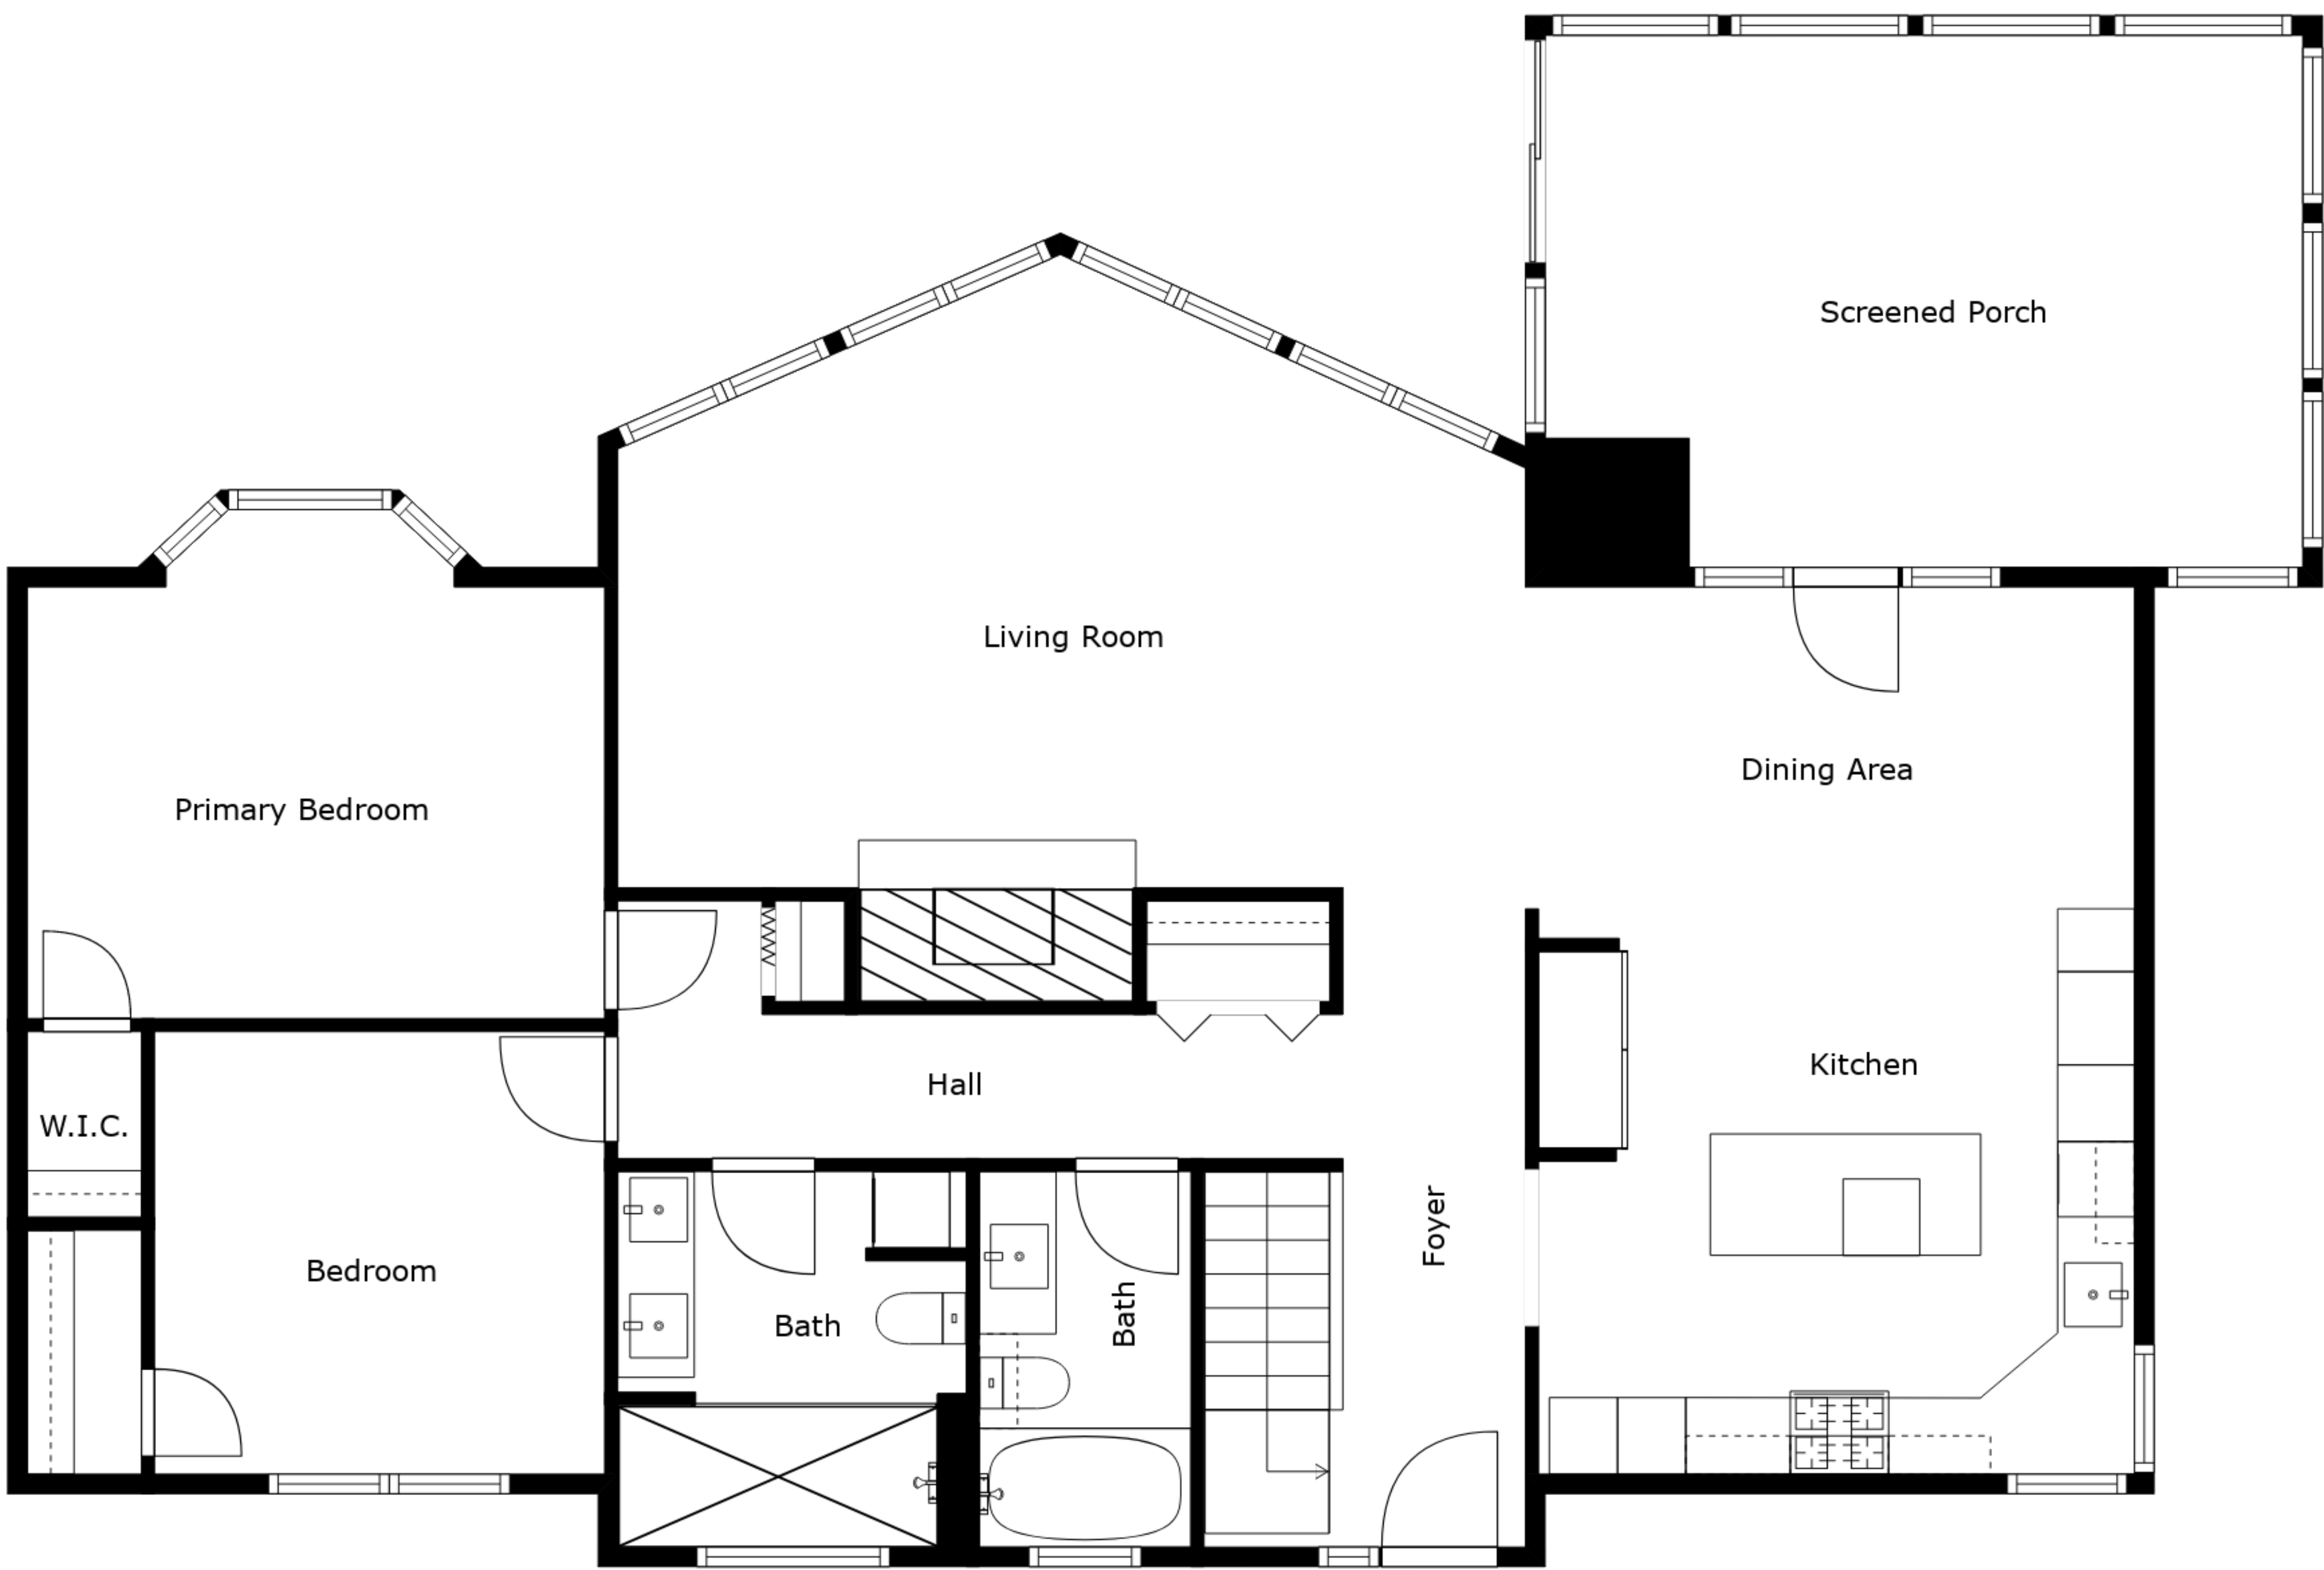 Screened Porch
Living Room
Dining Area
Primary Bedroom
Kitchen
Hall
W.I.C.
Foyer
Bedroom
Bath
Bath